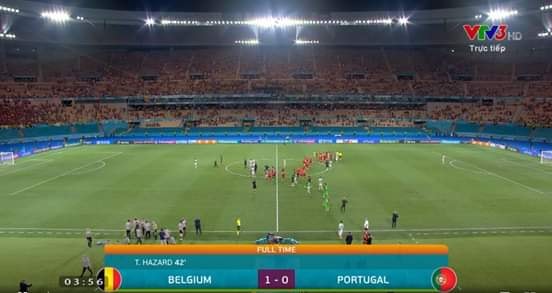 VTV3 HD
Trực tiếp
FULL TIME
T. HAZARD 42'
03:56 BELGIUM 1 - 0 PORTUGAL